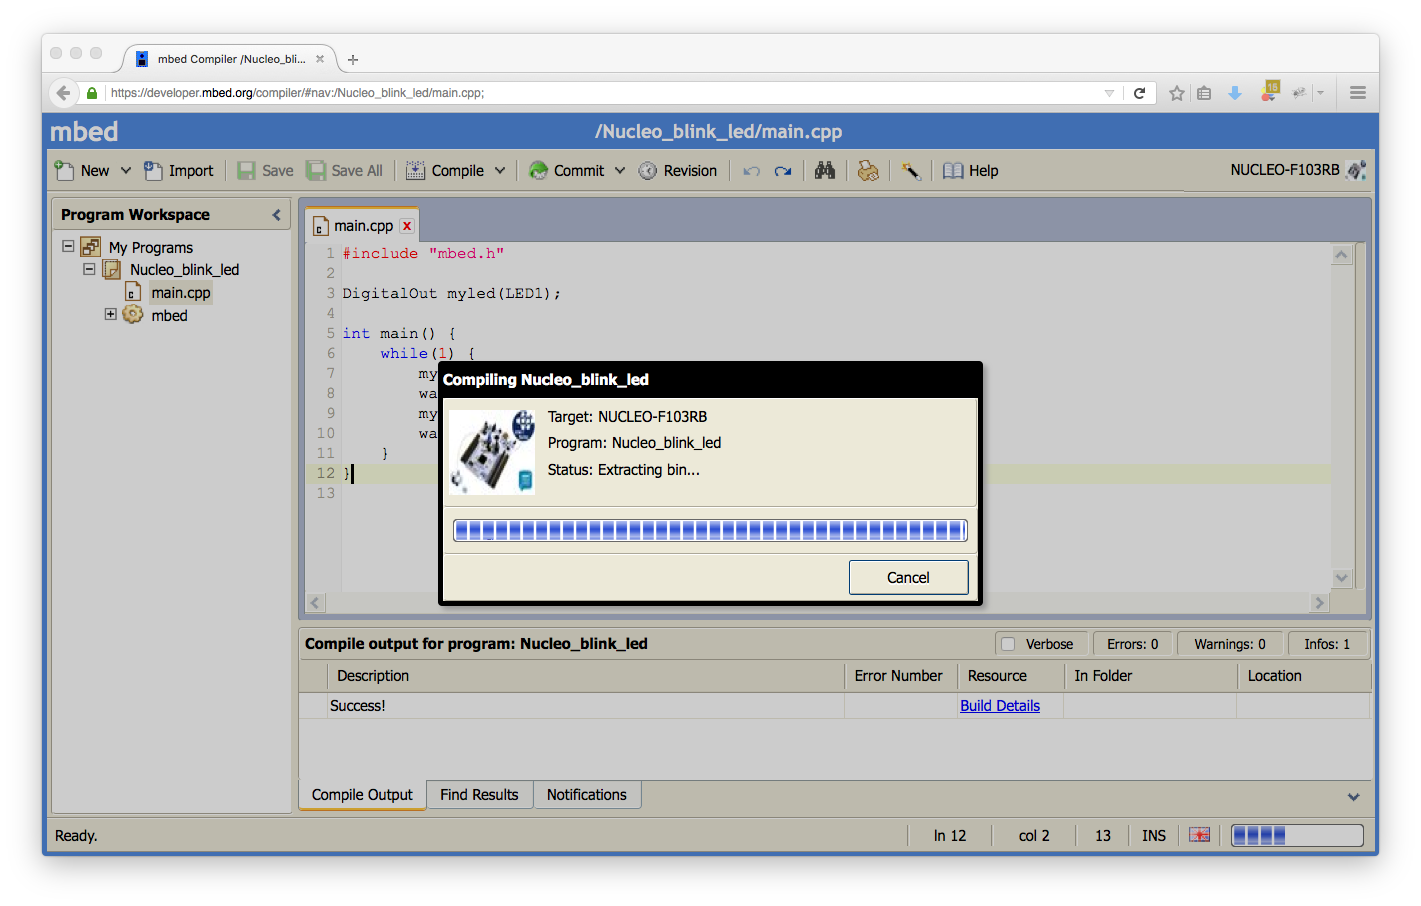 mbed Compiler /Nucleo_bli...
https://developer.mbed.org/compiler/#nav:/Nucleo_blink_led/main.cpp;
16
mbed
/Nucleo_blink_led/main.cpp
New Import Save Save All Compile Commit Revision Help NUCLEO-F103RB
Program Workspace
My Programs
Nucleo_blink_led
main.cpp
mbed
main.cpp
1 #include "mbed.h"
2
3 DigitalOut myled(LED1);
4
5 int main() {
6 while(1) {
7 my
8 wa
9 my
10 wa
11 }
12 }
13
Compiling Nucleo_blink_led
Target: NUCLEO-F103RB
Program: Nucleo_blink_led
Status: Extracting bin...
Cancel
Compile output for program: Nucleo_blink_led Verbose Errors: 0 Warnings: 0 Infos: 1
Description Error Number Resource In Folder Location
Success! Build Details
Compile Output Find Results Notifications
Ready. ln 12 col 2 13 INS